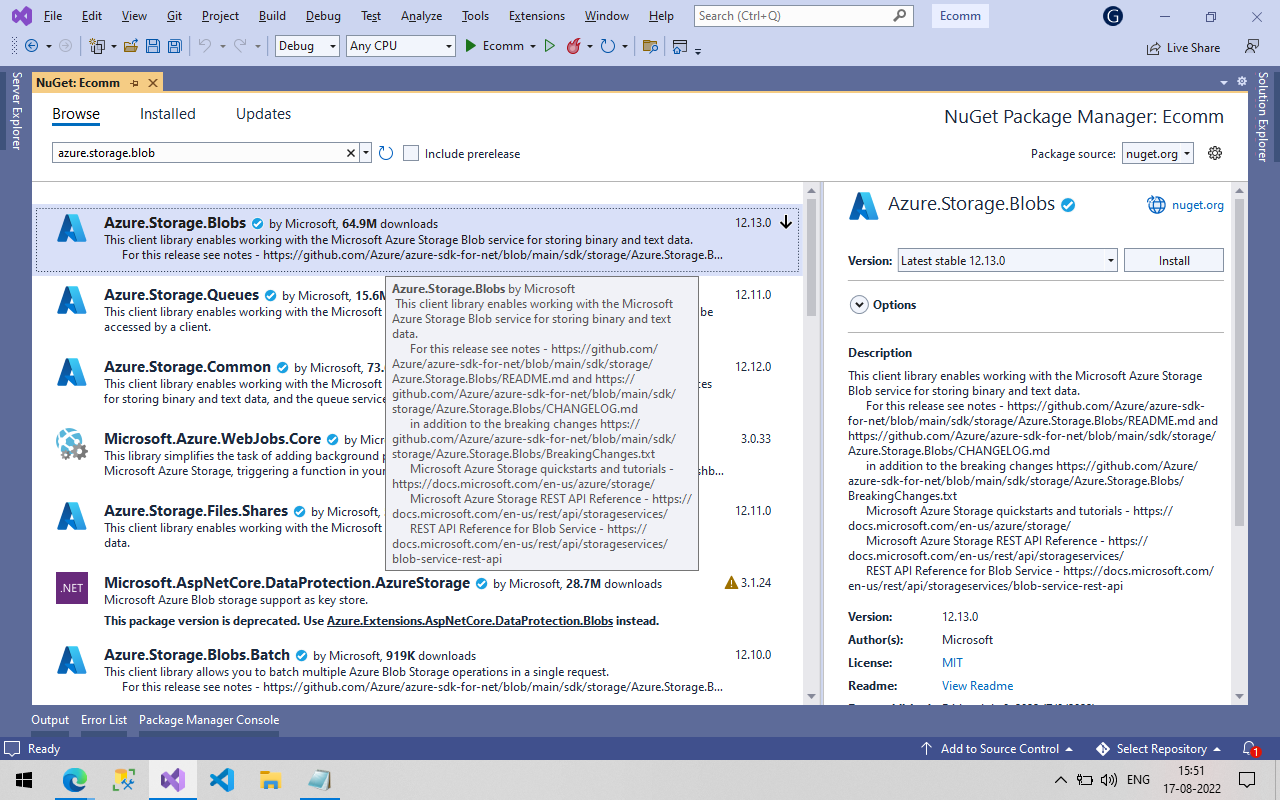 File Edit View Git Project Build Debug Test Analyze Tools Extensions Window Help Search (Ctrl+Q) Ecomm G
Debug Any CPU Ecomm Live Share
Server Explorer
NuGet: Ecomm
Solution Explorer
Browse Installed Updates
NuGet Package Manager: Ecomm
azure.storage.blob
Include prerelease
Package source: nuget.org
Azure.Storage.Blobs by Microsoft, 64.9M downloads 12.13.0
This client library enables working with the Microsoft Azure Storage Blob service for storing binary and text data.
For this release see notes - https://github.com/Azure/azure-sdk-for-net/blob/main/sdk/storage/Azure.Storage.B...
Azure.Storage.Queues by Microsoft, 15.6M 12.11.0
This client library enables working with the Microsoft be
accessed by a client.
Azure.Storage.Common by Microsoft, 73. 12.12.0
This client library enables working with the Microsoft
for storing binary and text data, and the queue service
Microsoft.Azure.WebJobs.Core by Micro 3.0.33
This library simplifies the task of adding background
Microsoft Azure Storage, triggering a function in your
Azure.Storage.Files.Shares by Microsoft, 12.11.0
This client library enables working with the Microsoft
data.
.NET
Microsoft.AspNetCore.DataProtection.AzureStorage by Microsoft, 28.7M downloads 3.1.24
Microsoft Azure Blob storage support as key store.
This package version is deprecated. Use Azure.Extensions.AspNetCore.DataProtection.Blobs instead.
Azure.Storage.Blobs.Batch by Microsoft, 919K downloads 12.10.0
This client library allows you to batch multiple Azure Blob Storage operations in a single request.
For this release see notes - https://github.com/Azure/azure-sdk-for-net/blob/main/sdk/storage/Azure.Storage.B...
Azure.Storage.Blobs by Microsoft
This client library enables working with the Microsoft
Azure Storage Blob service for storing binary and text
data.
For this release see notes - https://github.com/
Azure/azure-sdk-for-net/blob/main/sdk/storage/
Azure.Storage.Blobs/README.md and https://
github.com/Azure/azure-sdk-for-net/blob/main/sdk/
storage/Azure.Storage.Blobs/CHANGELOG.md
in addition to the breaking changes https://
github.com/Azure/azure-sdk-for-net/blob/main/sdk/
storage/Azure.Storage.Blobs/BreakingChanges.txt
Microsoft Azure Storage quickstarts and tutorials -
https://docs.microsoft.com/en-us/azure/storage/
Microsoft Azure Storage REST API Reference - https://
docs.microsoft.com/en-us/rest/api/storageservices/
REST API Reference for Blob Service - https://
docs.microsoft.com/en-us/rest/api/storageservices/
blob-service-rest-api
Azure.Storage.Blobs nuget.org
Version: Latest stable 12.13.0 Install
Options
Description
This client library enables working with the Microsoft Azure Storage
Blob service for storing binary and text data.
For this release see notes - https://github.com/Azure/azure-sdk-
for-net/blob/main/sdk/storage/Azure.Storage.Blobs/README.md and
https://github.com/Azure/azure-sdk-for-net/blob/main/sdk/storage/
Azure.Storage.Blobs/CHANGELOG.md
in addition to the breaking changes https://github.com/Azure/
azure-sdk-for-net/blob/main/sdk/storage/Azure.Storage.Blobs/
BreakingChanges.txt
Microsoft Azure Storage quickstarts and tutorials - https://
docs.microsoft.com/en-us/azure/storage/
Microsoft Azure Storage REST API Reference - https://
docs.microsoft.com/en-us/rest/api/storageservices/
REST API Reference for Blob Service - https://docs.microsoft.com/
en-us/rest/api/storageservices/blob-service-rest-api
Version: 12.13.0
Author(s): Microsoft
License: MIT
Readme: View Readme
Output Error List Package Manager Console
Ready Add to Source Control Select Repository 1
ENG 15:51
17-08-2022